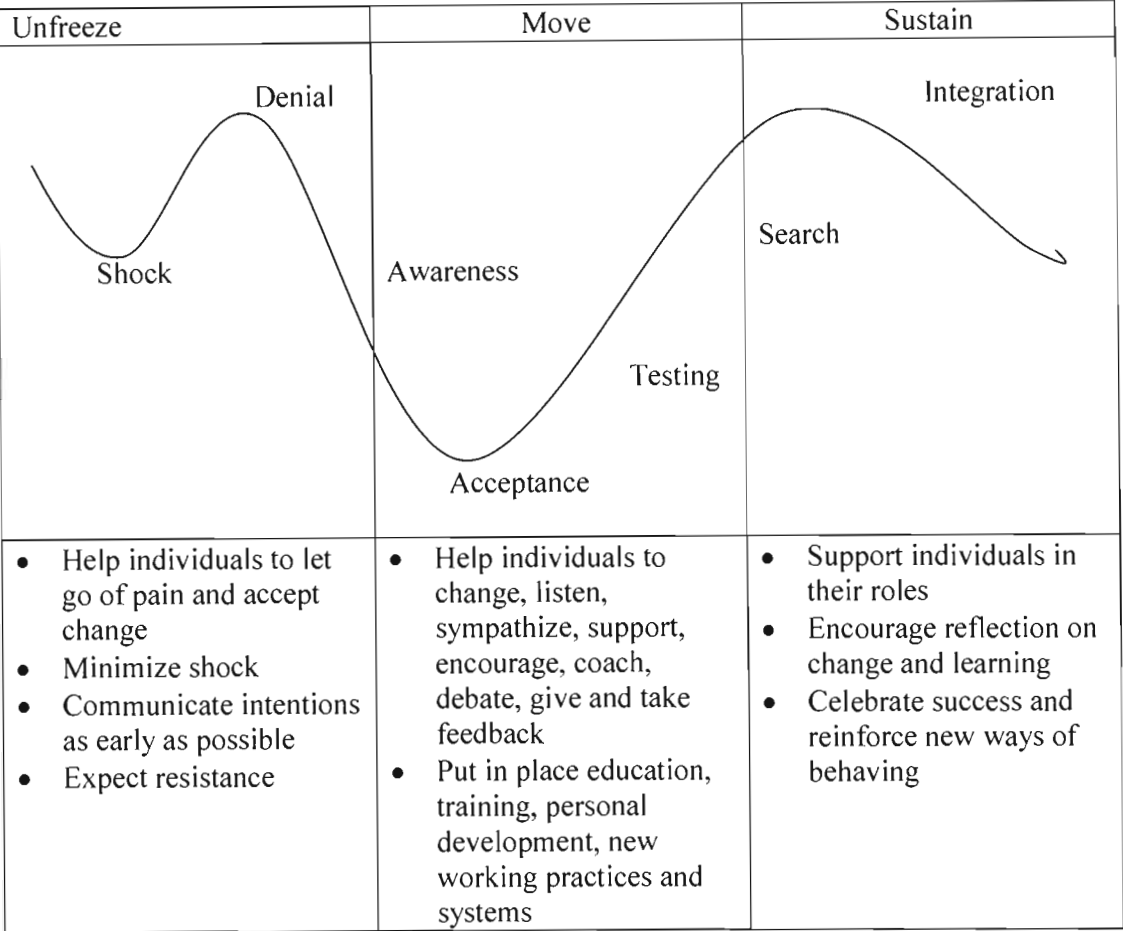 Unfreeze
Move
Sustain
Denial
Integration
Shock
Awareness
Search
Testing
Acceptance
• Help individuals to let
go of pain and accept
change
• Minimize shock
• Communicate intentions
as early as possible
• Expect resistance
• Help individuals to
change, listen,
sympathize, support,
encourage, coach,
debate, give and take
feedback
• Put in place education,
training, personal
development, new
working practices and
systems
• Support individuals in
their roles
• Encourage reflection on
change and learning
• Celebrate success and
reinforce new ways of
behaving